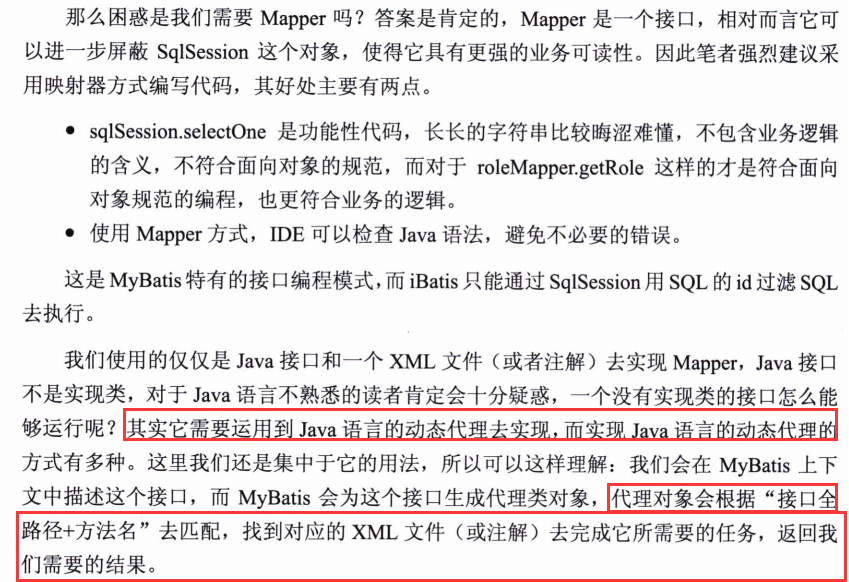 那么困惑是我们需要 Mapper 吗？答案是肯定的，Mapper 是一个接口，相对而言它可
以进一步屏蔽 SqlSession 这个对象，使得它具有更强的业务可读性。因此笔者强烈建议采
用映射器方式编写代码，其好处主要有两点。
● sqlSession.selectOne 是功能性代码，长长的字符串比较晦涩难懂，不包含业务逻辑
的含义，不符合面向对象的规范，而对于 roleMapper.getRole 这样的才是符合面向
对象规范的编程，也更符合业务的逻辑。
● 使用 Mapper 方式，IDE 可以检查 Java 语法，避免不必要的错误。
这是 MyBatis 特有的接口编程模式，而 iBatis 只能通过 SqlSession 用 SQL 的 id 过滤 SQL
去执行。
我们使用的仅仅是 Java 接口和一个 XML 文件（或者注解）去实现 Mapper，Java 接口
不是实现类，对于 Java 语言不熟悉的读者肯定会十分疑惑，一个没有实现类的接口怎么能
够运行呢？其实它需要运用到 Java 语言的动态代理去实现，而实现 Java 语言的动态代理的
方式有多种。这里我们还是集中于它的用法，所以可以这样理解：我们会在 MyBatis 上下
文中描述这个接口，而 MyBatis 会为这个接口生成代理类对象，代理对象会根据“接口全
路径+方法名”去匹配，找到对应的 XML 文件（或注解）去完成它所需要的任务，返回我
们需要的结果。